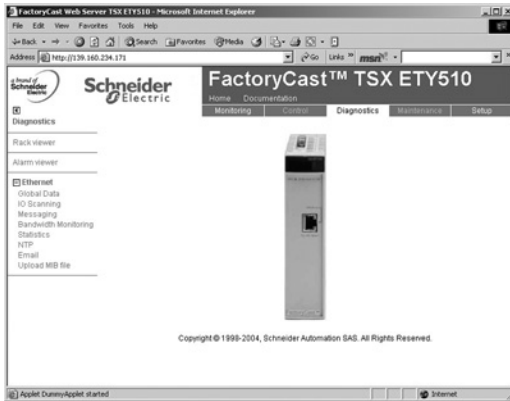 FactoryCast Web Server TSX ETY510 - Microsoft Internet Explorer
File Edit View Favorites Tools Help
Back Search Favorites Media
Address http://139.160.234.171 Go Links » msn
a brand of
Schneider
Electric
Schneider
Electric
FactoryCast™ TSX ETY510
Home Documentation
Monitoring Control Diagnostics Maintenance Setup
Diagnostics
Rack viewer
Alarm viewer
Ethernet
Global Data
IO Scanning
Messaging
Bandwidth Monitoring
Statistics
NTP
Email
Upload MIB file
Copyright © 1998-2004, Schneider Automation SAS. All Rights Reserved.
Applet DummyApplet started Internet